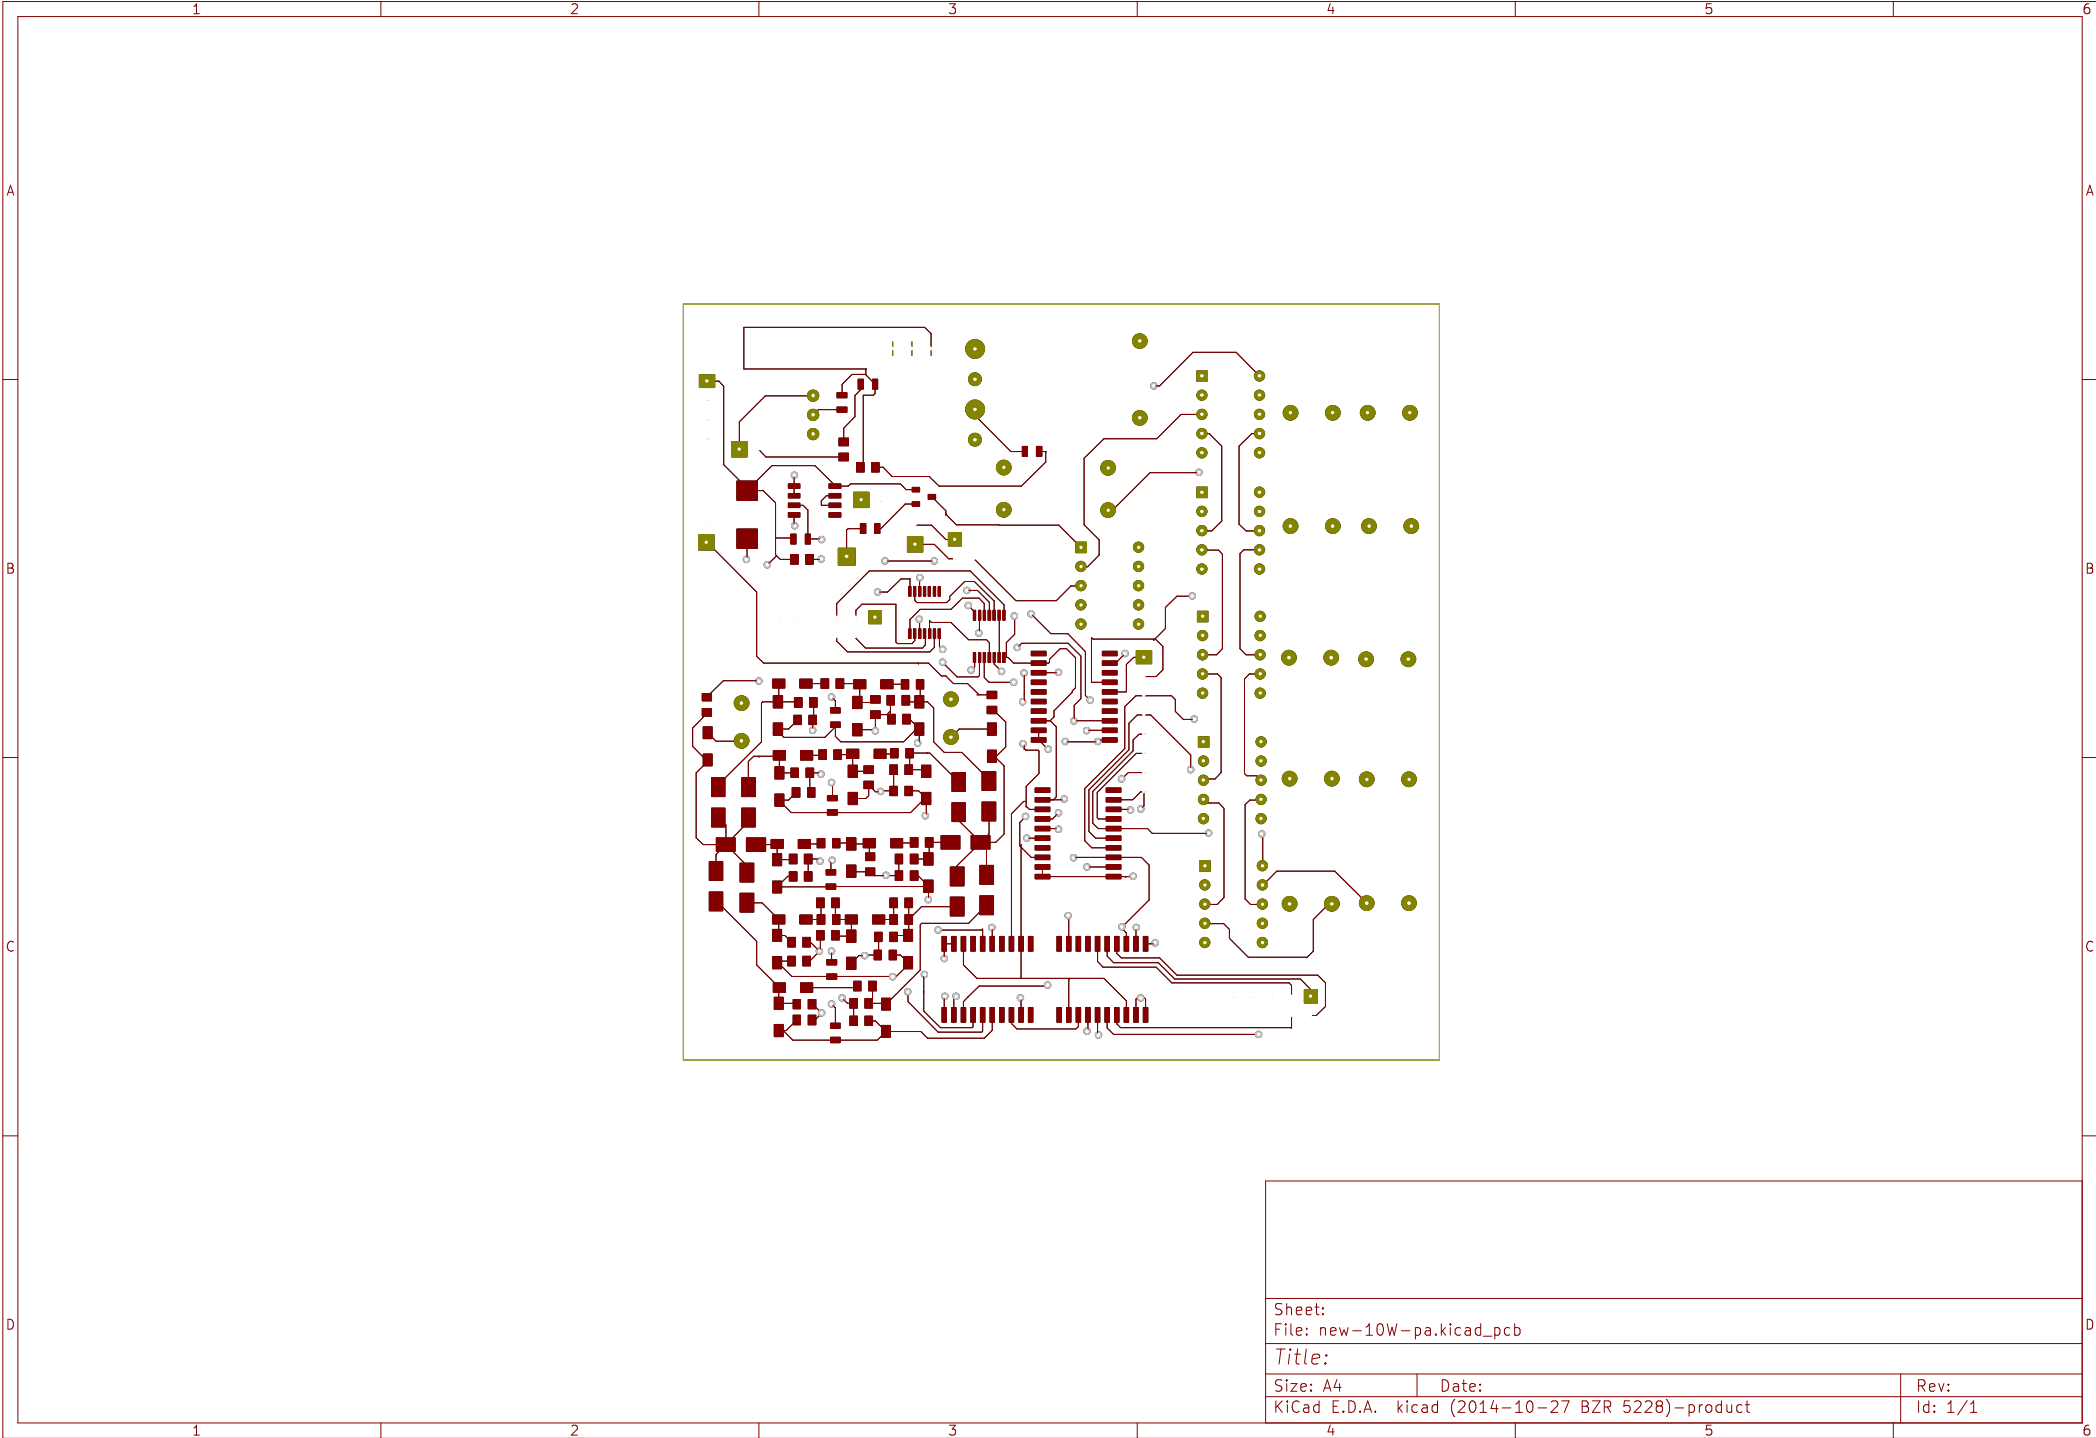 1 2 3 4 5 6
A A
B B
C C
Sheet:
File: new-10W-pa.kicad_pcb
D D
Title:
Size: A4 Date: Rev:
KiCad E.D.A. kicad (2014-10-27 BZR 5228)-product Id: 1/1
1 2 3 4 5 6